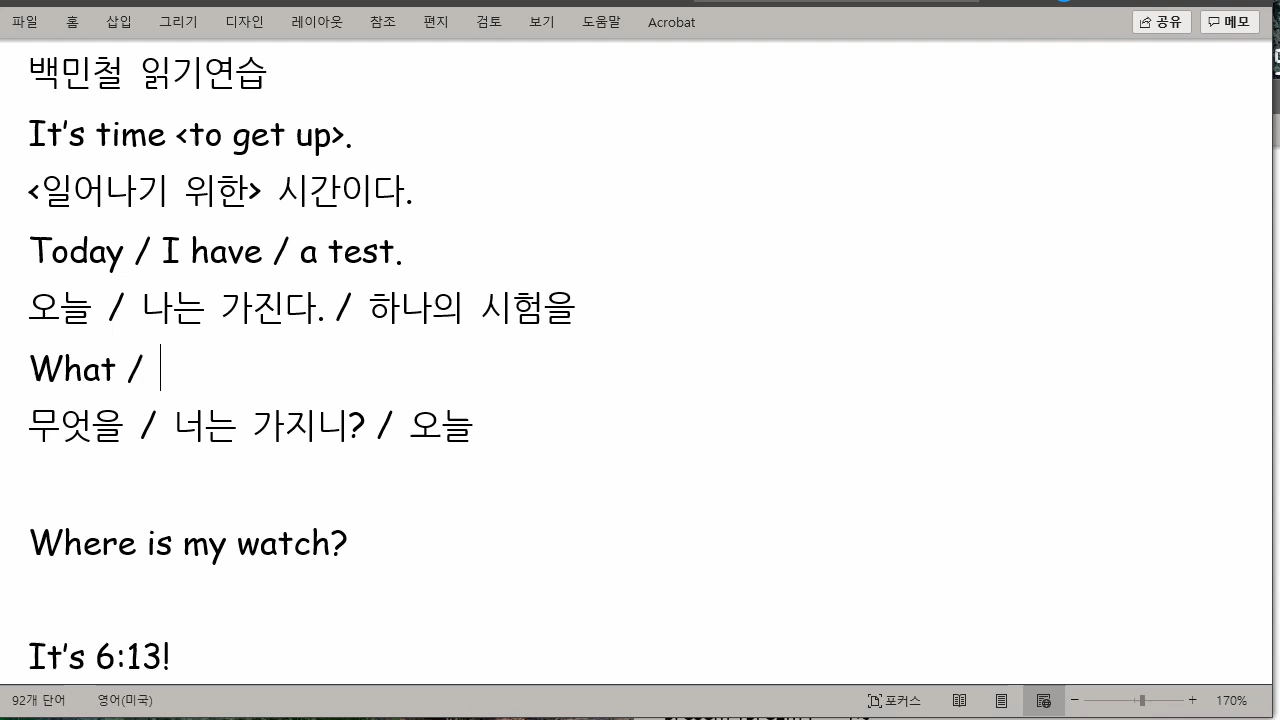 파일 홈 삽입 그리기 디자인 레이아웃 참조 편지 검토 보기 도움말 Acrobat 공유 메모
백민철 읽기연습
It's time <to get up>.
<일어나기 위한> 시간이다.
Today / I have / a test.
오늘 / 나는 가진다. / 하나의 시험을
What /
무엇을 / 너는 가지니? / 오늘
Where is my watch?
It's 6:13!
92개 단어 영어(미국) 포커스 170%